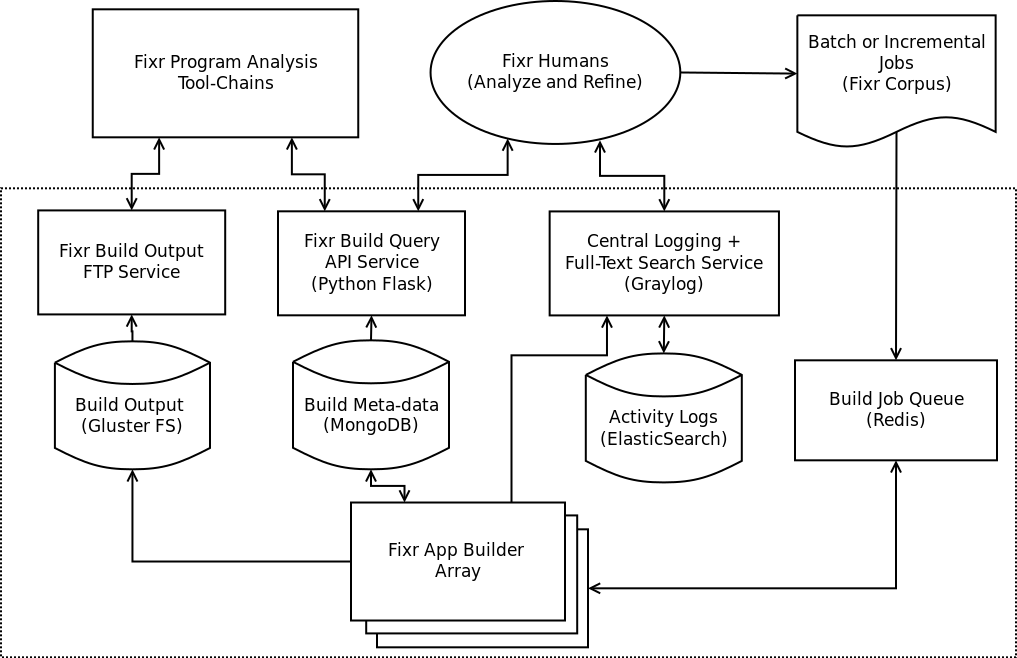 Fixr Program Analysis
Tool-Chains
Fixr Humans
(Analyze and Refine)
Batch or Incremental
Jobs
(Fixr Corpus)
Fixr Build Output
FTP Service
Fixr Build Query
API Service
(Python Flask)
Central Logging +
Full-Text Search Service
(Graylog)
Build Output
(Gluster FS)
Build Meta-data
(MongoDB)
Activity Logs
(ElasticSearch)
Build Job Queue
(Redis)
Fixr App Builder
Array